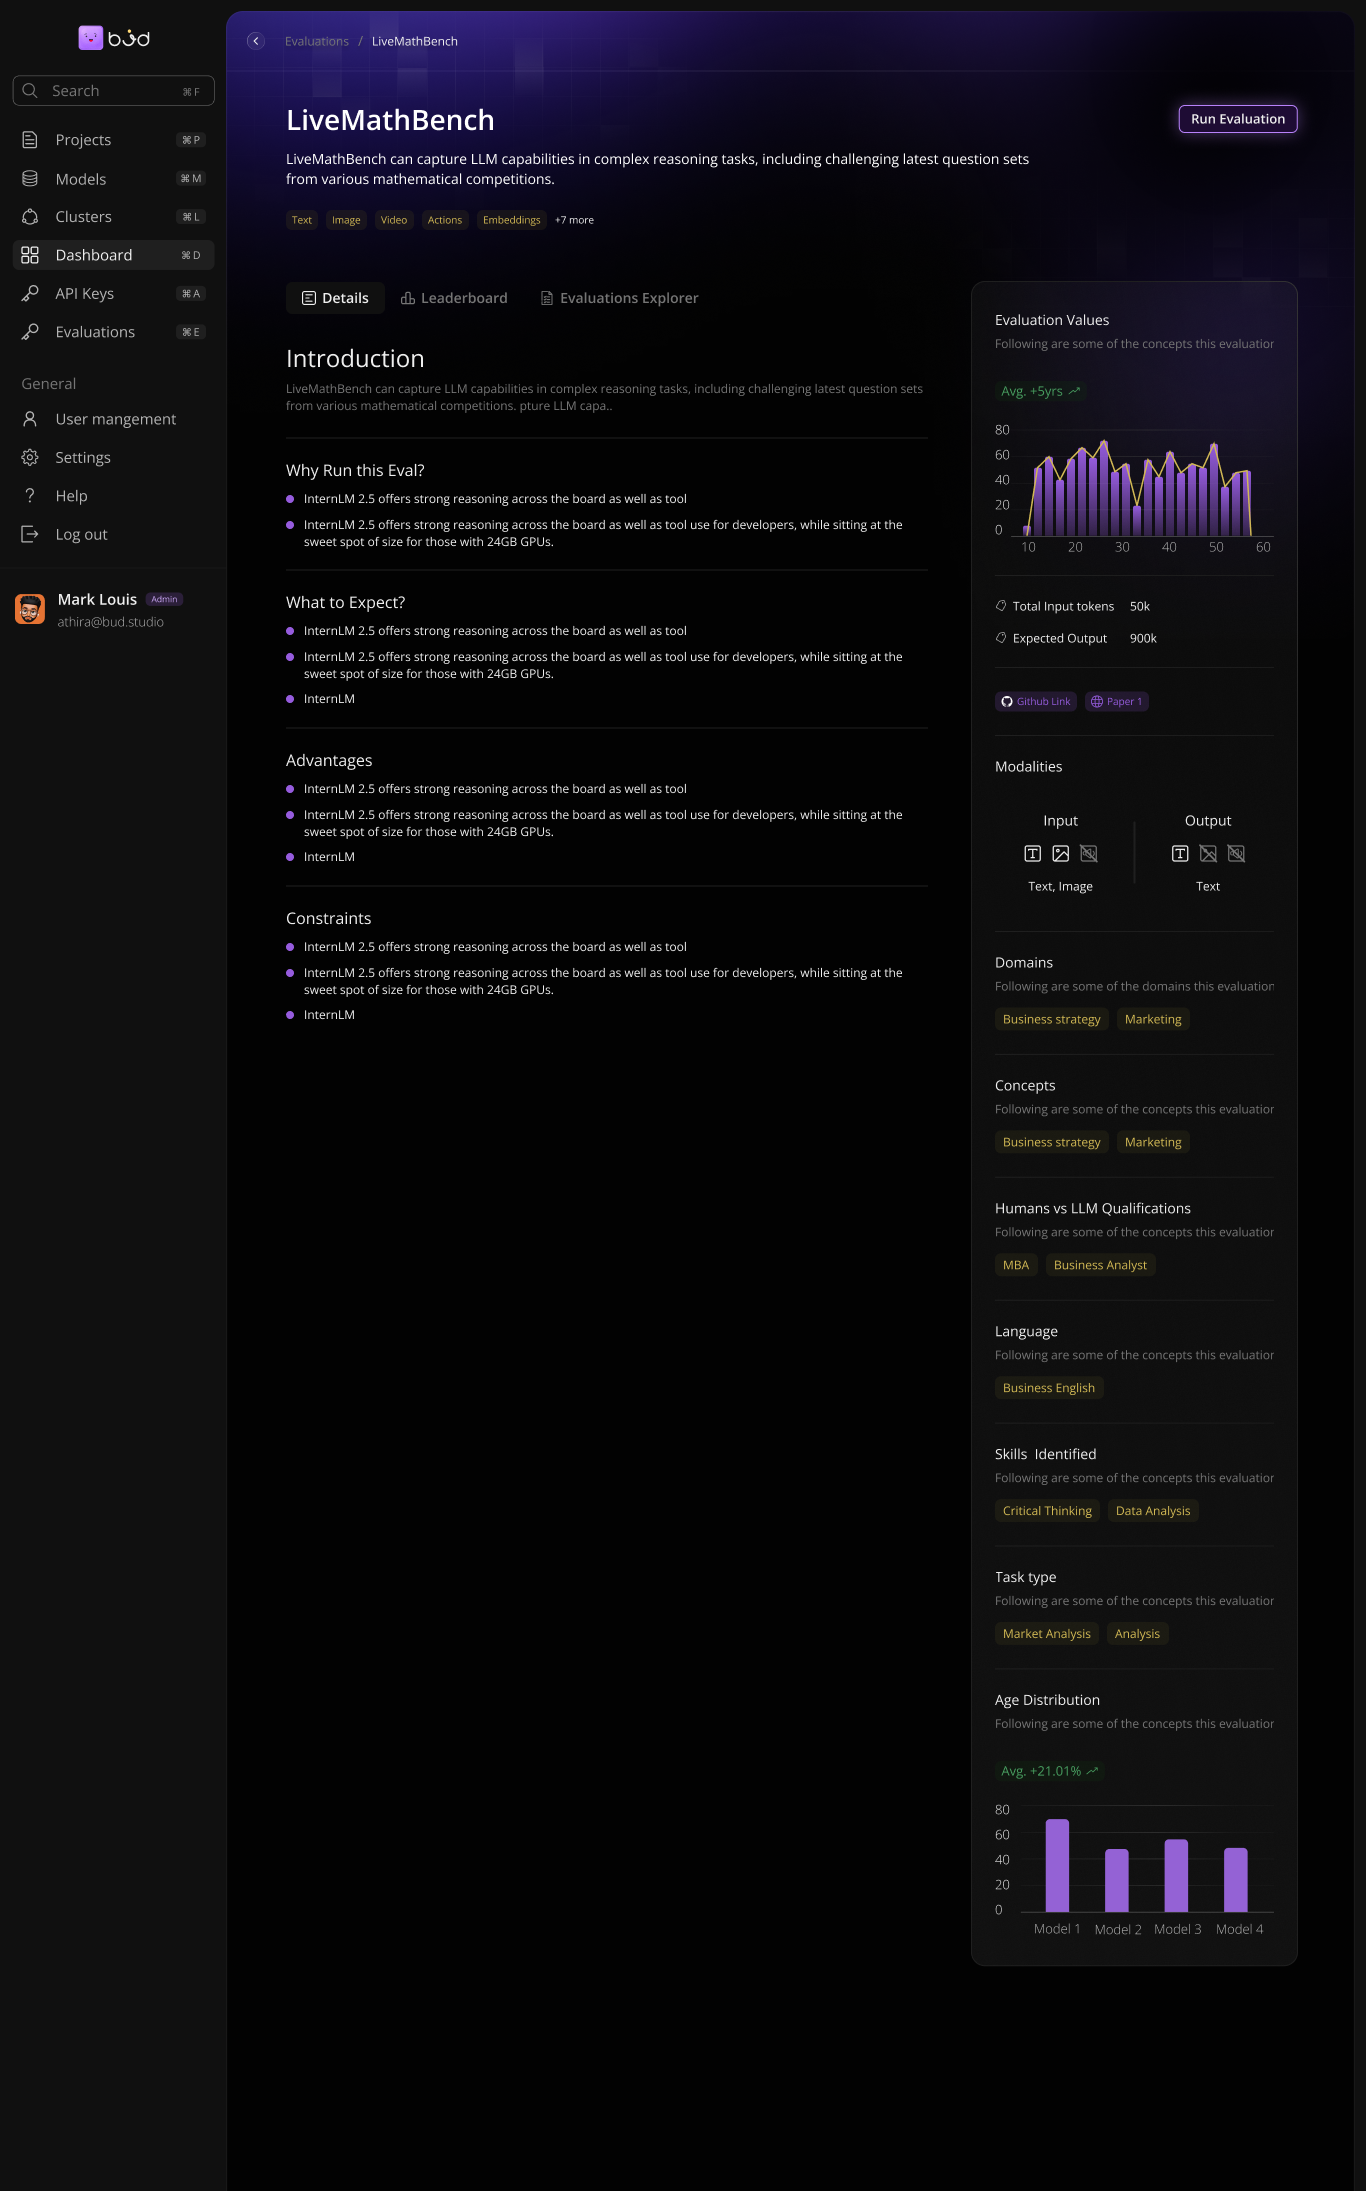 bud
Search ⌘ F
Projects ⌘ P
Models ⌘ M
Clusters ⌘ L
Dashboard ⌘ D
API Keys ⌘ A
Evaluations ⌘ E
General
User mangement
Settings
Help
Log out
Mark Louis Admin
athira@bud.studio
Evaluations / LiveMathBench
LiveMathBench
Run Evaluation
LiveMathBench can capture LLM capabilities in complex reasoning tasks, including challenging latest question sets
from various mathematical competitions.
Text Image Video Actions Embeddings +7 more
Details Leaderboard Evaluations Explorer
Introduction
LiveMathBench can capture LLM capabilities in complex reasoning tasks, including challenging latest question sets
from various mathematical competitions. pture LLM capa..
Why Run this Eval?
InternLM 2.5 offers strong reasoning across the board as well as tool
InternLM 2.5 offers strong reasoning across the board as well as tool use for developers, while sitting at the
sweet spot of size for those with 24GB GPUs.
What to Expect?
InternLM 2.5 offers strong reasoning across the board as well as tool
InternLM 2.5 offers strong reasoning across the board as well as tool use for developers, while sitting at the
sweet spot of size for those with 24GB GPUs.
InternLM
Advantages
InternLM 2.5 offers strong reasoning across the board as well as tool
InternLM 2.5 offers strong reasoning across the board as well as tool use for developers, while sitting at the
sweet spot of size for those with 24GB GPUs.
InternLM
Constraints
InternLM 2.5 offers strong reasoning across the board as well as tool
InternLM 2.5 offers strong reasoning across the board as well as tool use for developers, while sitting at the
sweet spot of size for those with 24GB GPUs.
InternLM
Evaluation Values
Following are some of the concepts this evaluation
Avg. +5yrs
80
60
40
20
0
10 20 30 40 50 60
Total Input tokens 50k
Expected Output 900k
Github Link Paper 1
Modalities
Input Output
Text, Image Text
Domains
Following are some of the domains this evaluation
Business strategy Marketing
Concepts
Following are some of the concepts this evaluation
Business strategy Marketing
Humans vs LLM Qualifications
Following are some of the concepts this evaluation
MBA Business Analyst
Language
Following are some of the concepts this evaluation
Business English
Skills Identified
Following are some of the concepts this evaluation
Critical Thinking Data Analysis
Task type
Following are some of the concepts this evaluation
Market Analysis Analysis
Age Distribution
Following are some of the concepts this evaluation
Avg. +21.01%
80
60
40
20
0
Model 1 Model 2 Model 3 Model 4